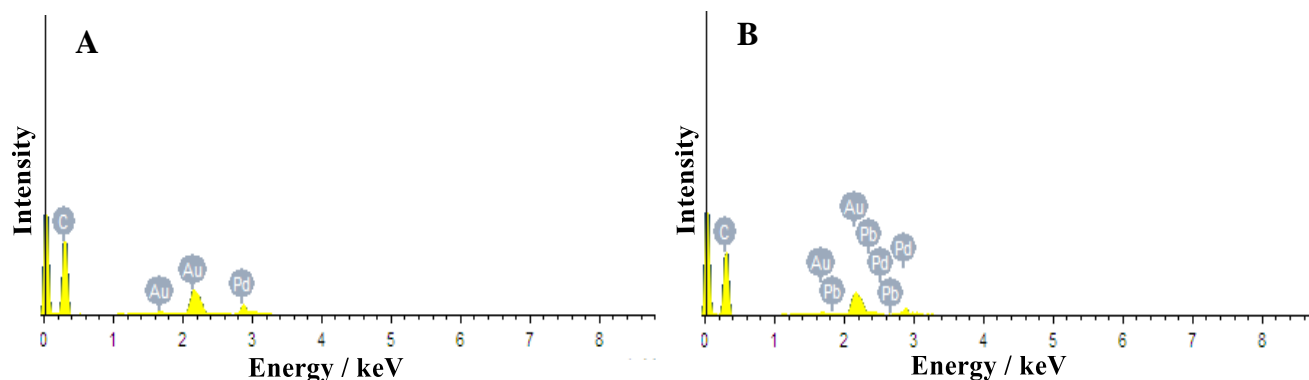 A
Intensity
C
Au
Au
Pd
0 1 2 3 4 5 6 7 8
Energy / keV
B
Intensity
C
Au
Pb
Au
Pb
Pd
Pb
Pd
0 1 2 3 4 5 6 7 8
Energy / keV